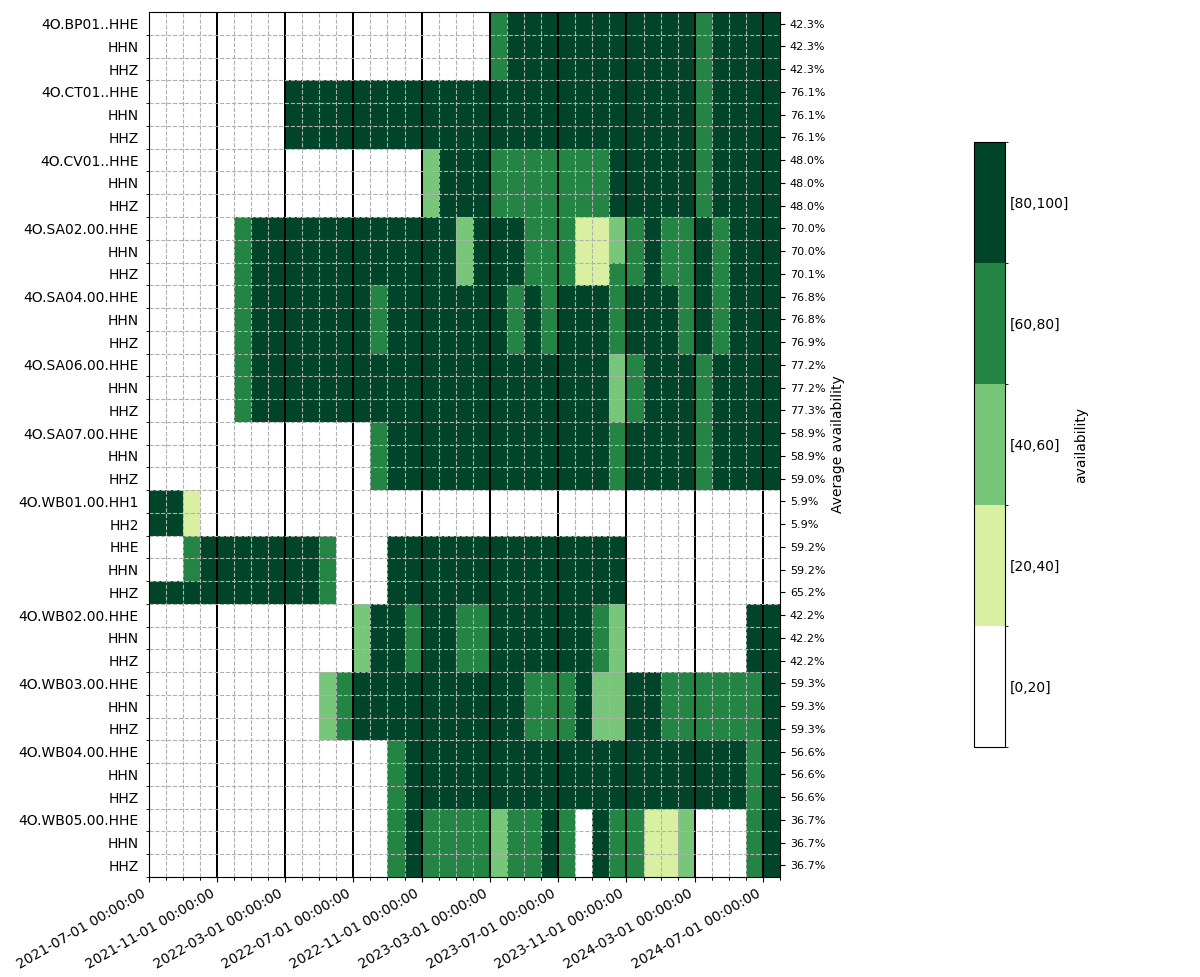 4O.BP01..HHE 42.3%
HHN 42.3%
HHZ 42.3%
4O.CT01..HHE 76.1%
HHN 76.1%
HHZ 76.1%
4O.CV01..HHE 48.0%
HHN 48.0%
HHZ 48.0%
4O.SA02.00.HHE 70.0%
HHN 70.0%
HHZ 70.1%
4O.SA04.00.HHE 76.8%
HHN 76.8%
HHZ 76.9%
4O.SA06.00.HHE 77.2%
HHN 77.2%
HHZ 77.3%
4O.SA07.00.HHE 58.9%
HHN 58.9%
HHZ 59.0%
4O.WB01.00.HH1 5.9%
HH2 5.9%
HHE 59.2%
HHN 59.2%
HHZ 65.2%
4O.WB02.00.HHE 42.2%
HHN 42.2%
HHZ 42.2%
4O.WB03.00.HHE 59.3%
HHN 59.3%
HHZ 59.3%
4O.WB04.00.HHE 56.6%
HHN 56.6%
HHZ 56.6%
4O.WB05.00.HHE 36.7%
HHN 36.7%
HHZ 36.7%
2021-07-01 00:00:00
2021-11-01 00:00:00
2022-03-01 00:00:00
2022-07-01 00:00:00
2022-11-01 00:00:00
2023-03-01 00:00:00
2023-07-01 00:00:00
2023-11-01 00:00:00
2024-03-01 00:00:00
2024-07-01 00:00:00
Average availability
[80,100]
[60,80]
[40,60]
[20,40]
[0,20]
availability